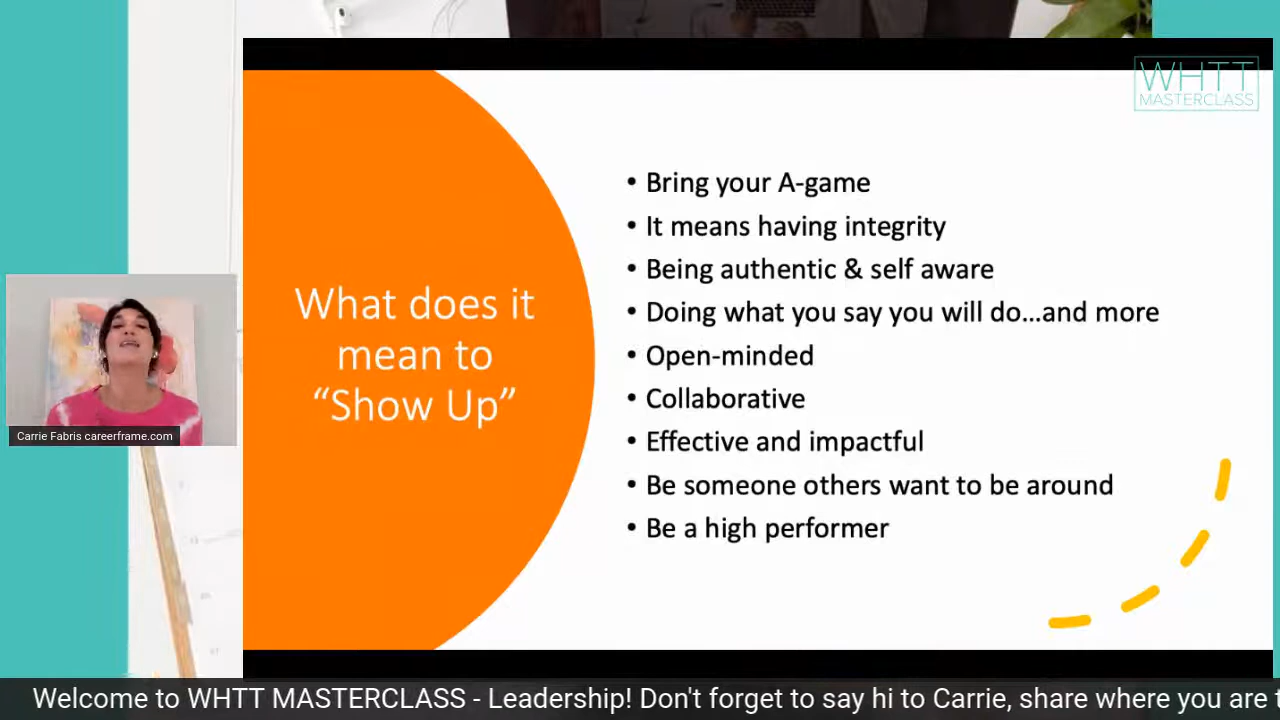 WHTT
MASTERCLASS
What does it
mean to
“Show Up”
• Bring your A-game
• It means having integrity
• Being authentic & self aware
• Doing what you say you will do...and more
• Open-minded
• Collaborative
• Effective and impactful
• Be someone others want to be around
• Be a high performer
Carrie Fabris careerframe.com
Welcome to WHTT MASTERCLASS - Leadership! Don't forget to say hi to Carrie, share where you are